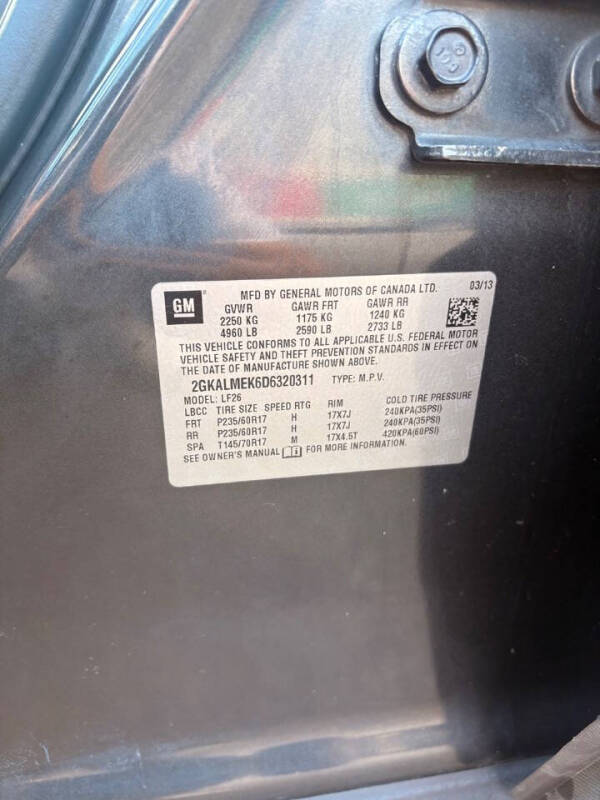 GM
MFD BY GENERAL MOTORS OF CANADA LTD. 03/13
GVWR GAWR FRT GAWR RR
2250 KG 1175 KG 1240 KG
4960 LB 2590 LB 2733 LB
THIS VEHICLE CONFORMS TO ALL APPLICABLE U.S. FEDERAL MOTOR
VEHICLE SAFETY AND THEFT PREVENTION STANDARDS IN EFFECT ON
THE DATE OF MANUFACTURE SHOWN ABOVE.
2GKALMEK6D6320311 TYPE: M.P.V.
MODEL: LF26
LBCC TIRE SIZE SPEED RTG RIM COLD TIRE PRESSURE
FRT P235/60R17 H 17X7J 240KPA(35PSI)
RR P235/60R17 H 17X7J 240KPA(35PSI)
SPA T145/70R17 M 17X4.5T 420KPA(60PSI)
SEE OWNER'S MANUAL FOR MORE INFORMATION.